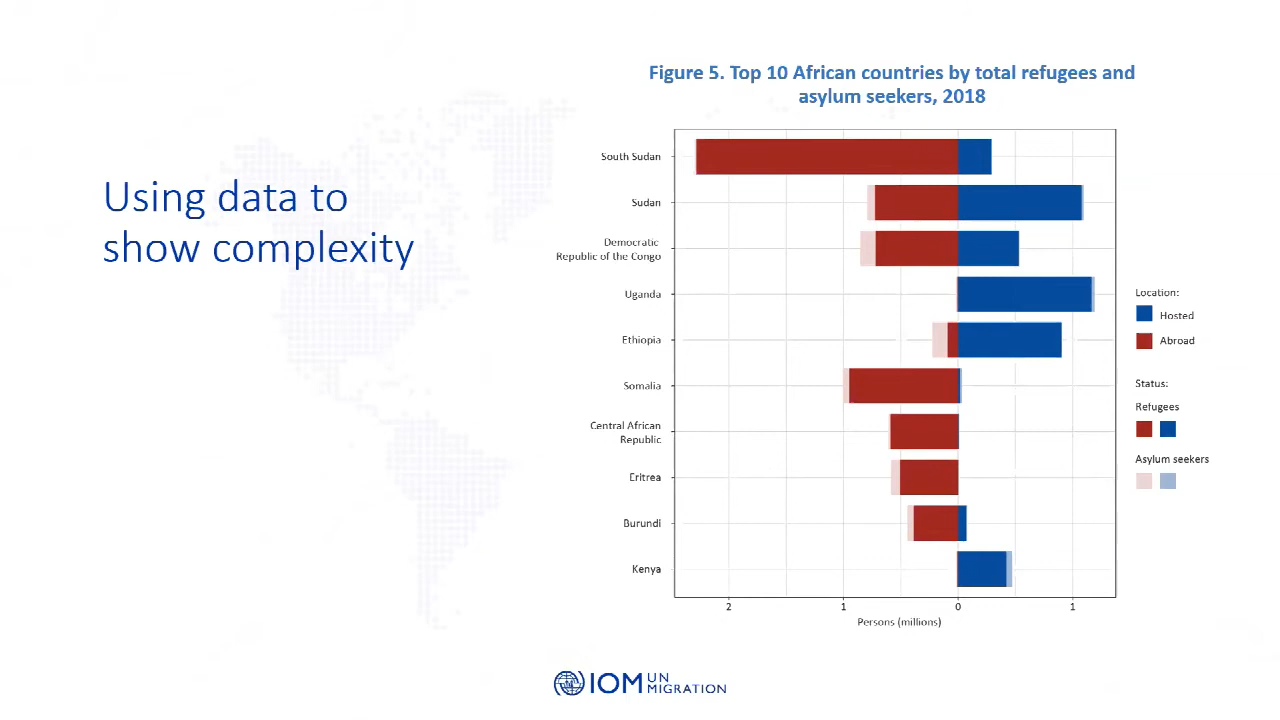 Using data to
show complexity
Figure 5. Top 10 African countries by total refugees and
asylum seekers, 2018
South Sudan
Sudan
Democratic
Republic of the Congo
Uganda
Ethiopia
Somalia
Central African
Republic
Eritrea
Burundi
Kenya
2 1 0 1
Persons (millions)
Location:
Hosted
Abroad
Status:
Refugees
Asylum seekers
IOM UN
MIGRATION